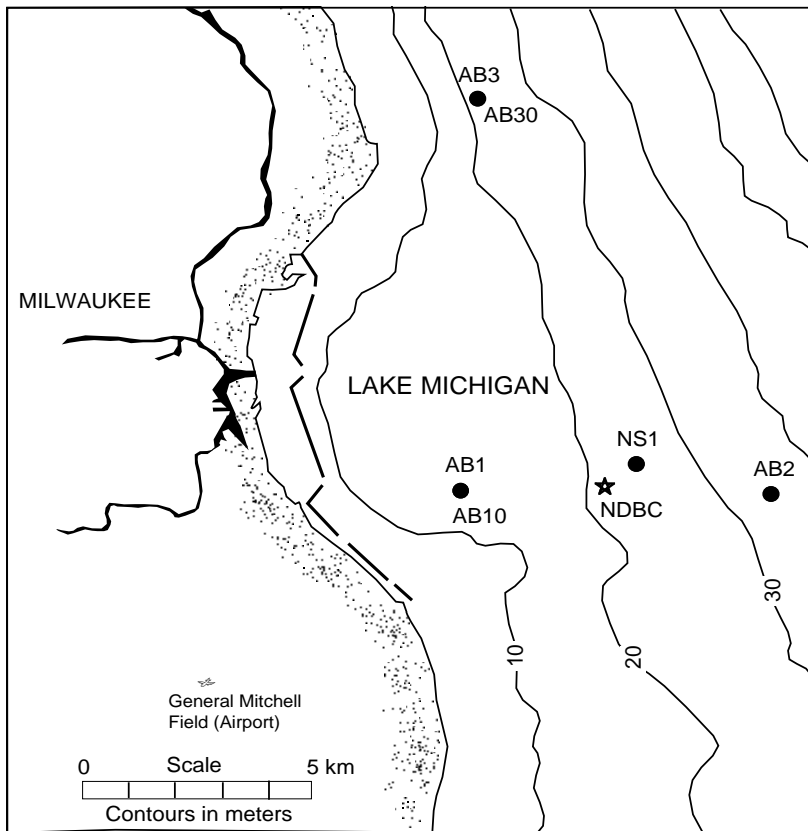 AB3
AB30
MILWAUKEE
LAKE MICHIGAN
NS1
AB1
AB2
AB10
NDBC
30
10
20
General Mitchell
Field (Airport)
0 Scale 5 km
Contours in meters